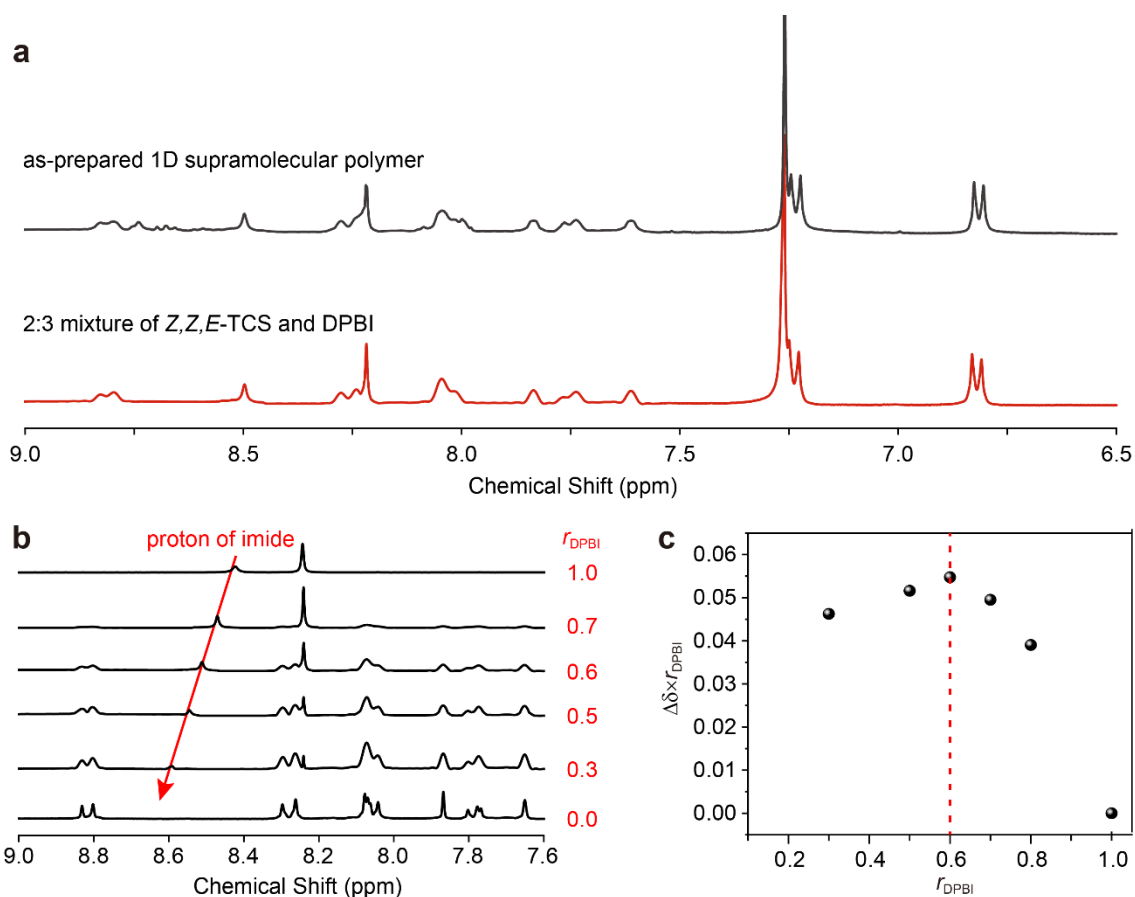 a
as-prepared 1D supramolecular polymer
2:3 mixture of Z,Z,E-TCS and DPBI
9.0 8.5 8.0 7.5 7.0 6.5
Chemical Shift (ppm)
b
proton of imide
rDPBI
1.0
0.7
0.6
0.5
0.3
0.0
9.0 8.8 8.6 8.4 8.2 8.0 7.8 7.6
Chemical Shift (ppm)
c
0.06
0.05
0.04
0.03
0.02
0.01
0.00
Δδ×rDPBI
0.2 0.4 0.6 0.8 1.0
rDPBI